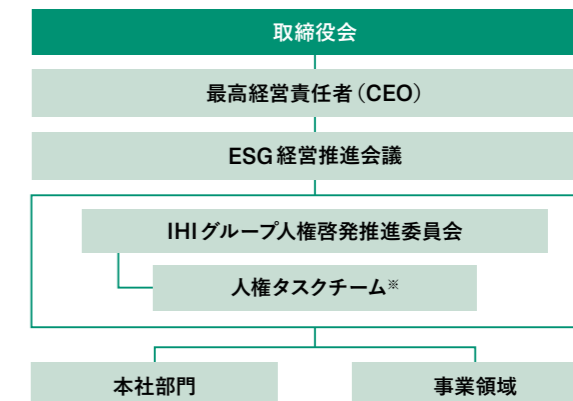 取締役会
最高経営責任者（CEO）
ESG経営推進会議
IHIグループ人権啓発推進委員会
人権タスクチーム※
本社部門
事業領域